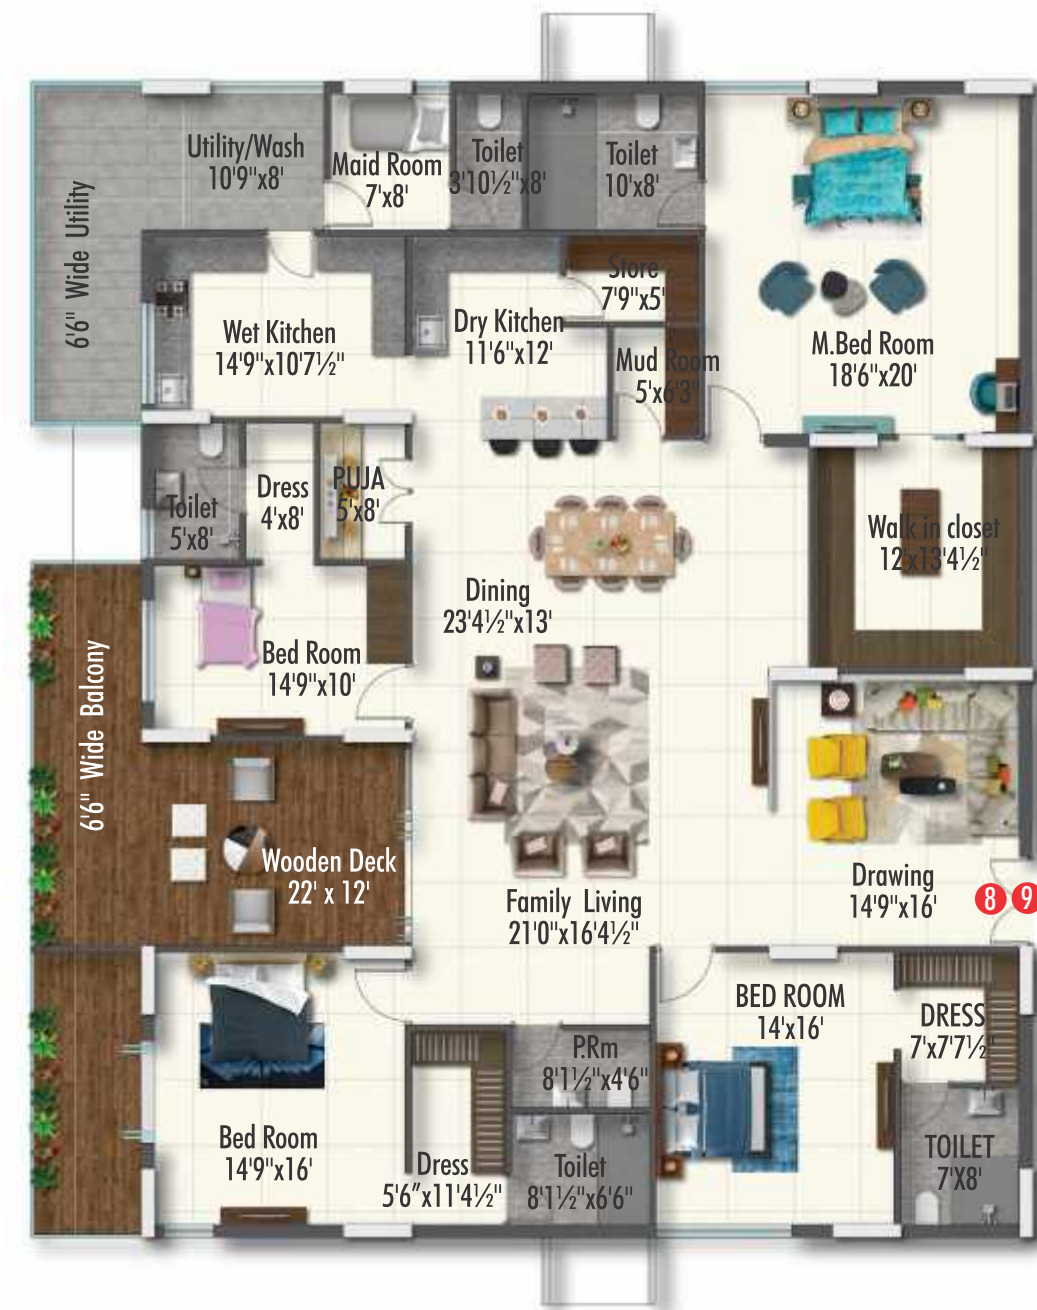 Utility/Wash
10'9"x8'
Maid Room
7'x8'
Toilet
3'10½"x8'
Toilet
10'x8'
6'6" Wide Utility
Wet Kitchen
14'9"x10'7½"
Dry Kitchen
11'6"x12'
Store
7'9"x5'
Mud Room
5'x6'3"
M.Bed Room
18'6"x20'
Toilet
5'x8'
Dress
4'x8'
PUJA
5'x8'
Walk in closet
12'x13'4½"
Dining
23'4½"x13'
Bed Room
14'9"x10'
6'6" Wide Balcony
Wooden Deck
22' x 12'
Family Living
21'0"x16'4½"
Drawing
14'9"x16'
8 9
BED ROOM
14'x16'
DRESS
7'x7'7½"
P.Rm
8'1½"x4'6"
Bed Room
14'9"x16'
Dress
5'6”x11'4½"
Toilet
8'1½"x6'6"
TOILET
7'X8'